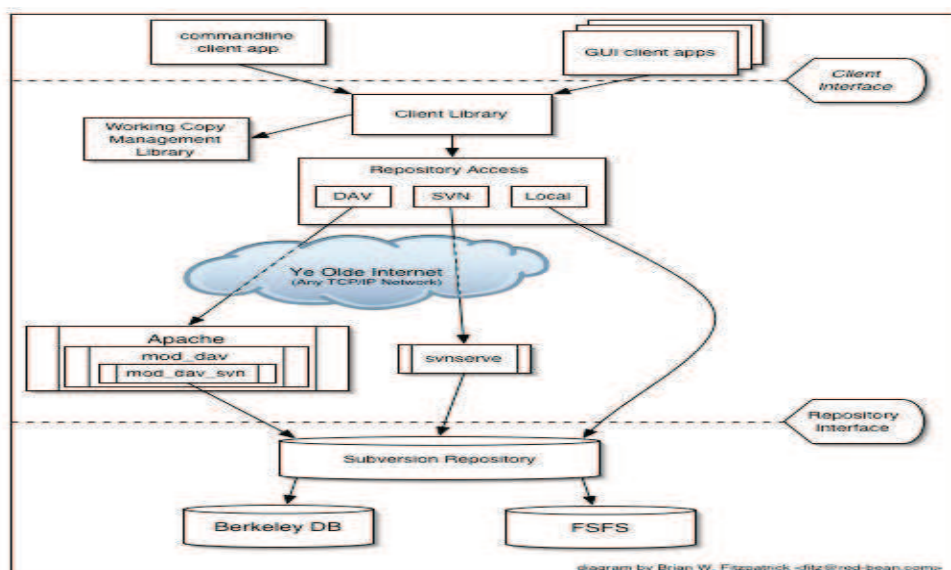 commandline
client app
GUI client apps
Client
Interface
Client Library
Working Copy
Management
Library
Repository Access
DAV
SVN
Local
Ye Olde Internet
(Any TCP/IP Network)
Apache
mod_dav
mod_dav_svn
svnserve
Repository
Interface
Subversion Repository
Berkeley DB
FSFS
diagram by Brian W. Fitzpatrick <fitz@red-bean.com>